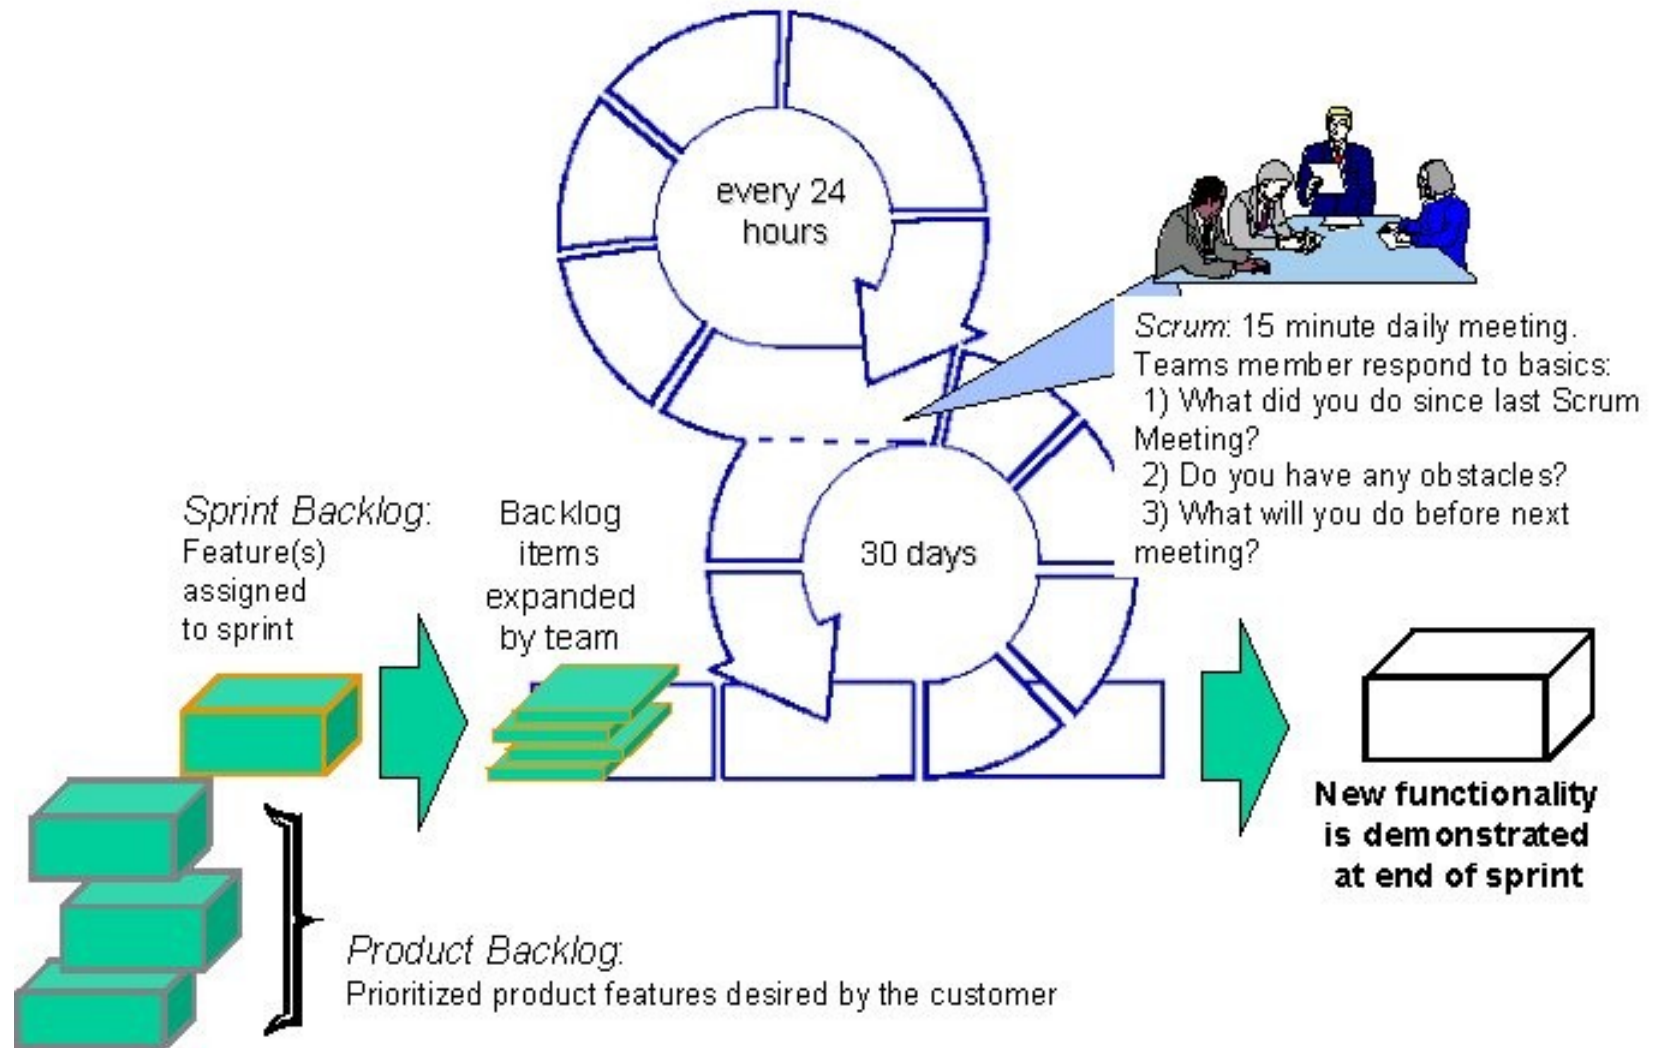 every 24
hours
Scrum: 15 minute daily meeting.
Teams member respond to basics:
1) What did you do since last Scrum
Meeting?
2) Do you have any obstacles?
3) What will you do before next
meeting?
Sprint Backlog:
Feature(s)
assigned
to sprint
Backlog
items
expanded
by team
30 days
New functionality
is demonstrated
at end of sprint
Product Backlog:
Prioritized product features desired by the customer